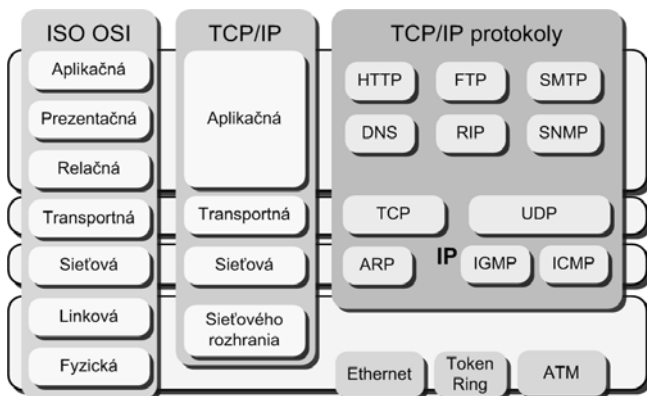 ISO OSI
Aplikačná
Prezentačná
Relačná
Transportná
Sieťová
Linková
Fyzická
TCP/IP
Aplikačná
Transportná
Sieťová
Sieťového
rozhrania
TCP/IP protokoly
HTTP FTP SMTP
DNS RIP SNMP
TCP UDP
ARP IP IGMP ICMP
Ethernet Token Ring ATM